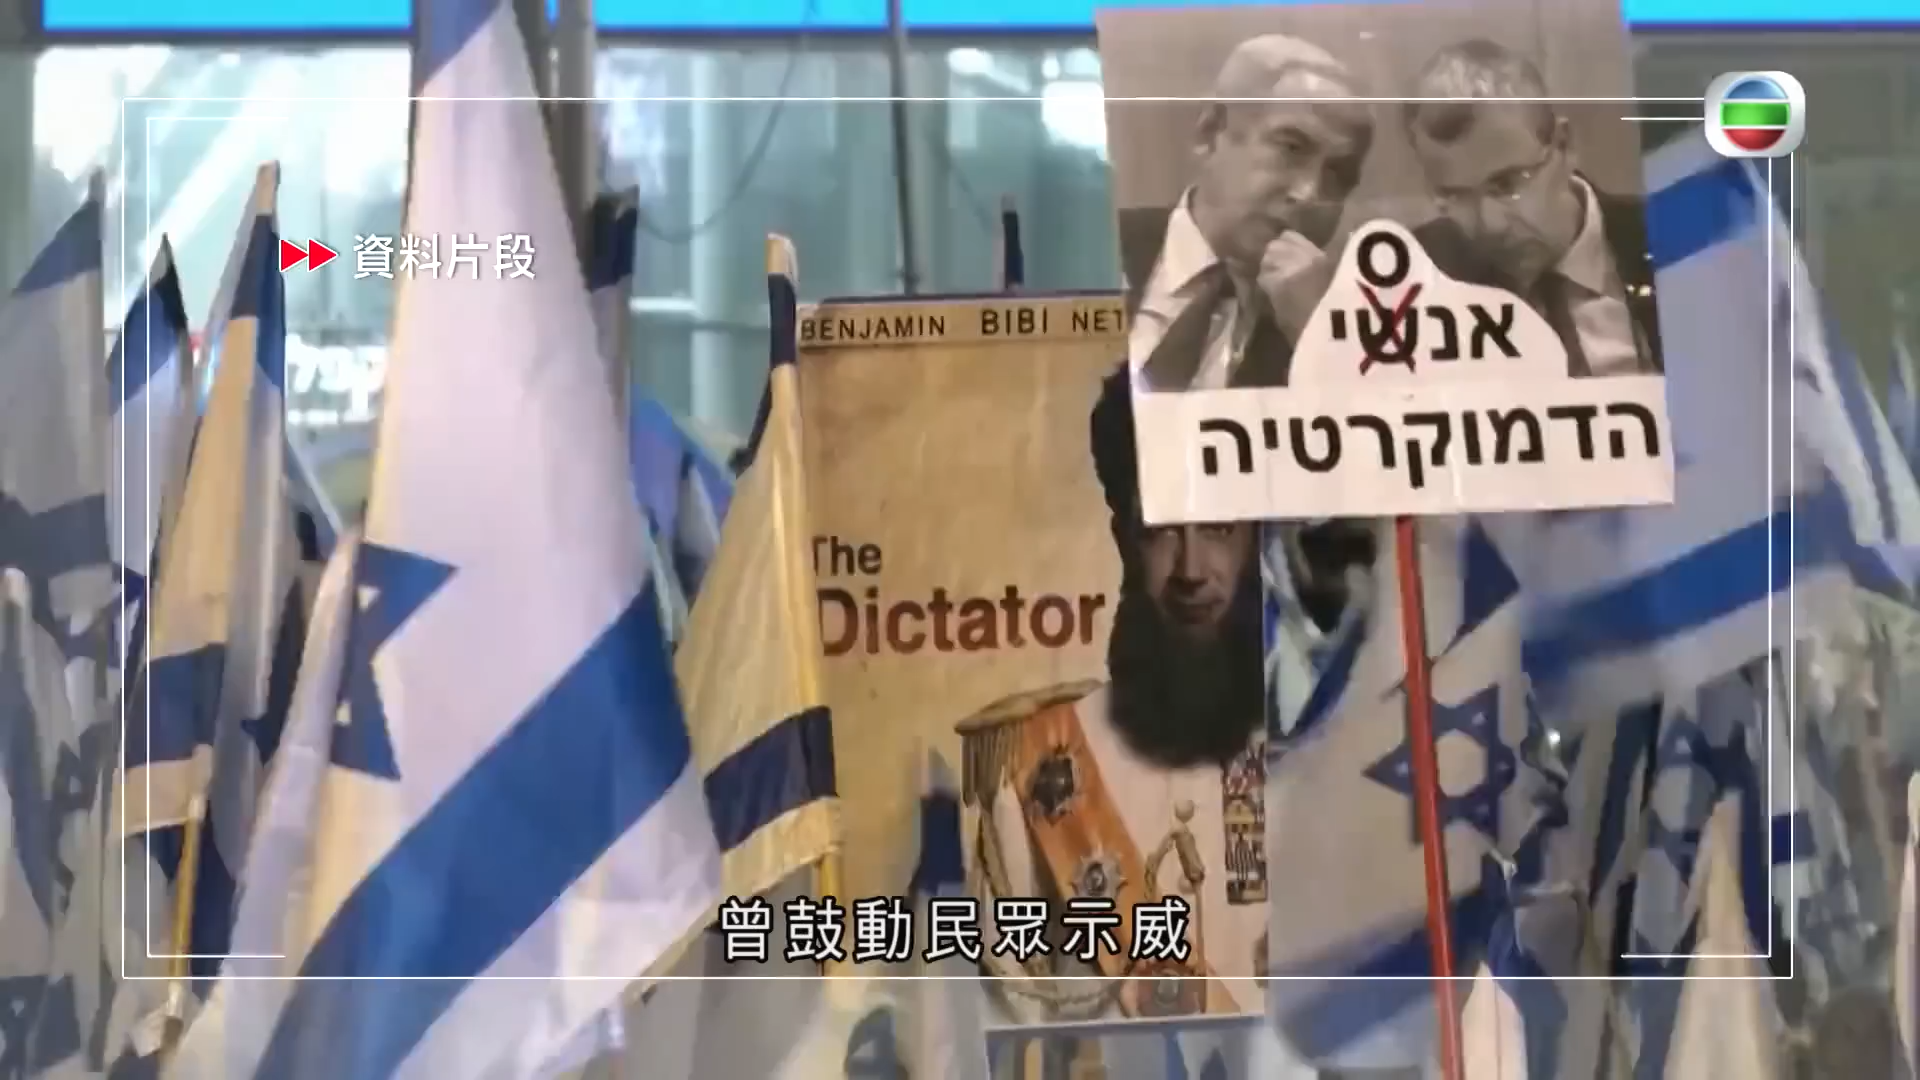 資料片段
BENJAMIN BIBI NET
ס
אנשי
הדמוקרטיה
The
Dictator
曾鼓動民眾示威